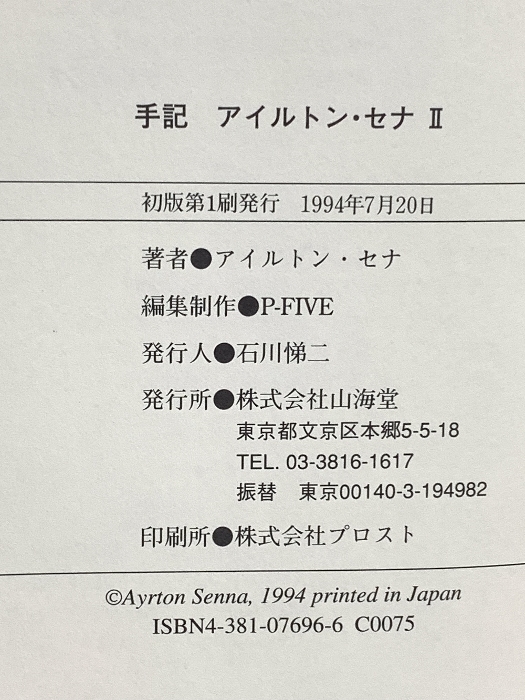 手記　アイルトン・セナ Ⅱ
初版第1刷発行　1994年7月20日
著者●アイルトン・セナ
編集制作●P-FIVE
発行人●石川悌二
発行所●株式会社山海堂
東京都文京区本郷5-5-18
TEL. 03-3816-1617
振替　東京00140-3-194982
印刷所●株式会社プロスト
©Ayrton Senna, 1994 printed in Japan
ISBN4-381-07696-6 C0075